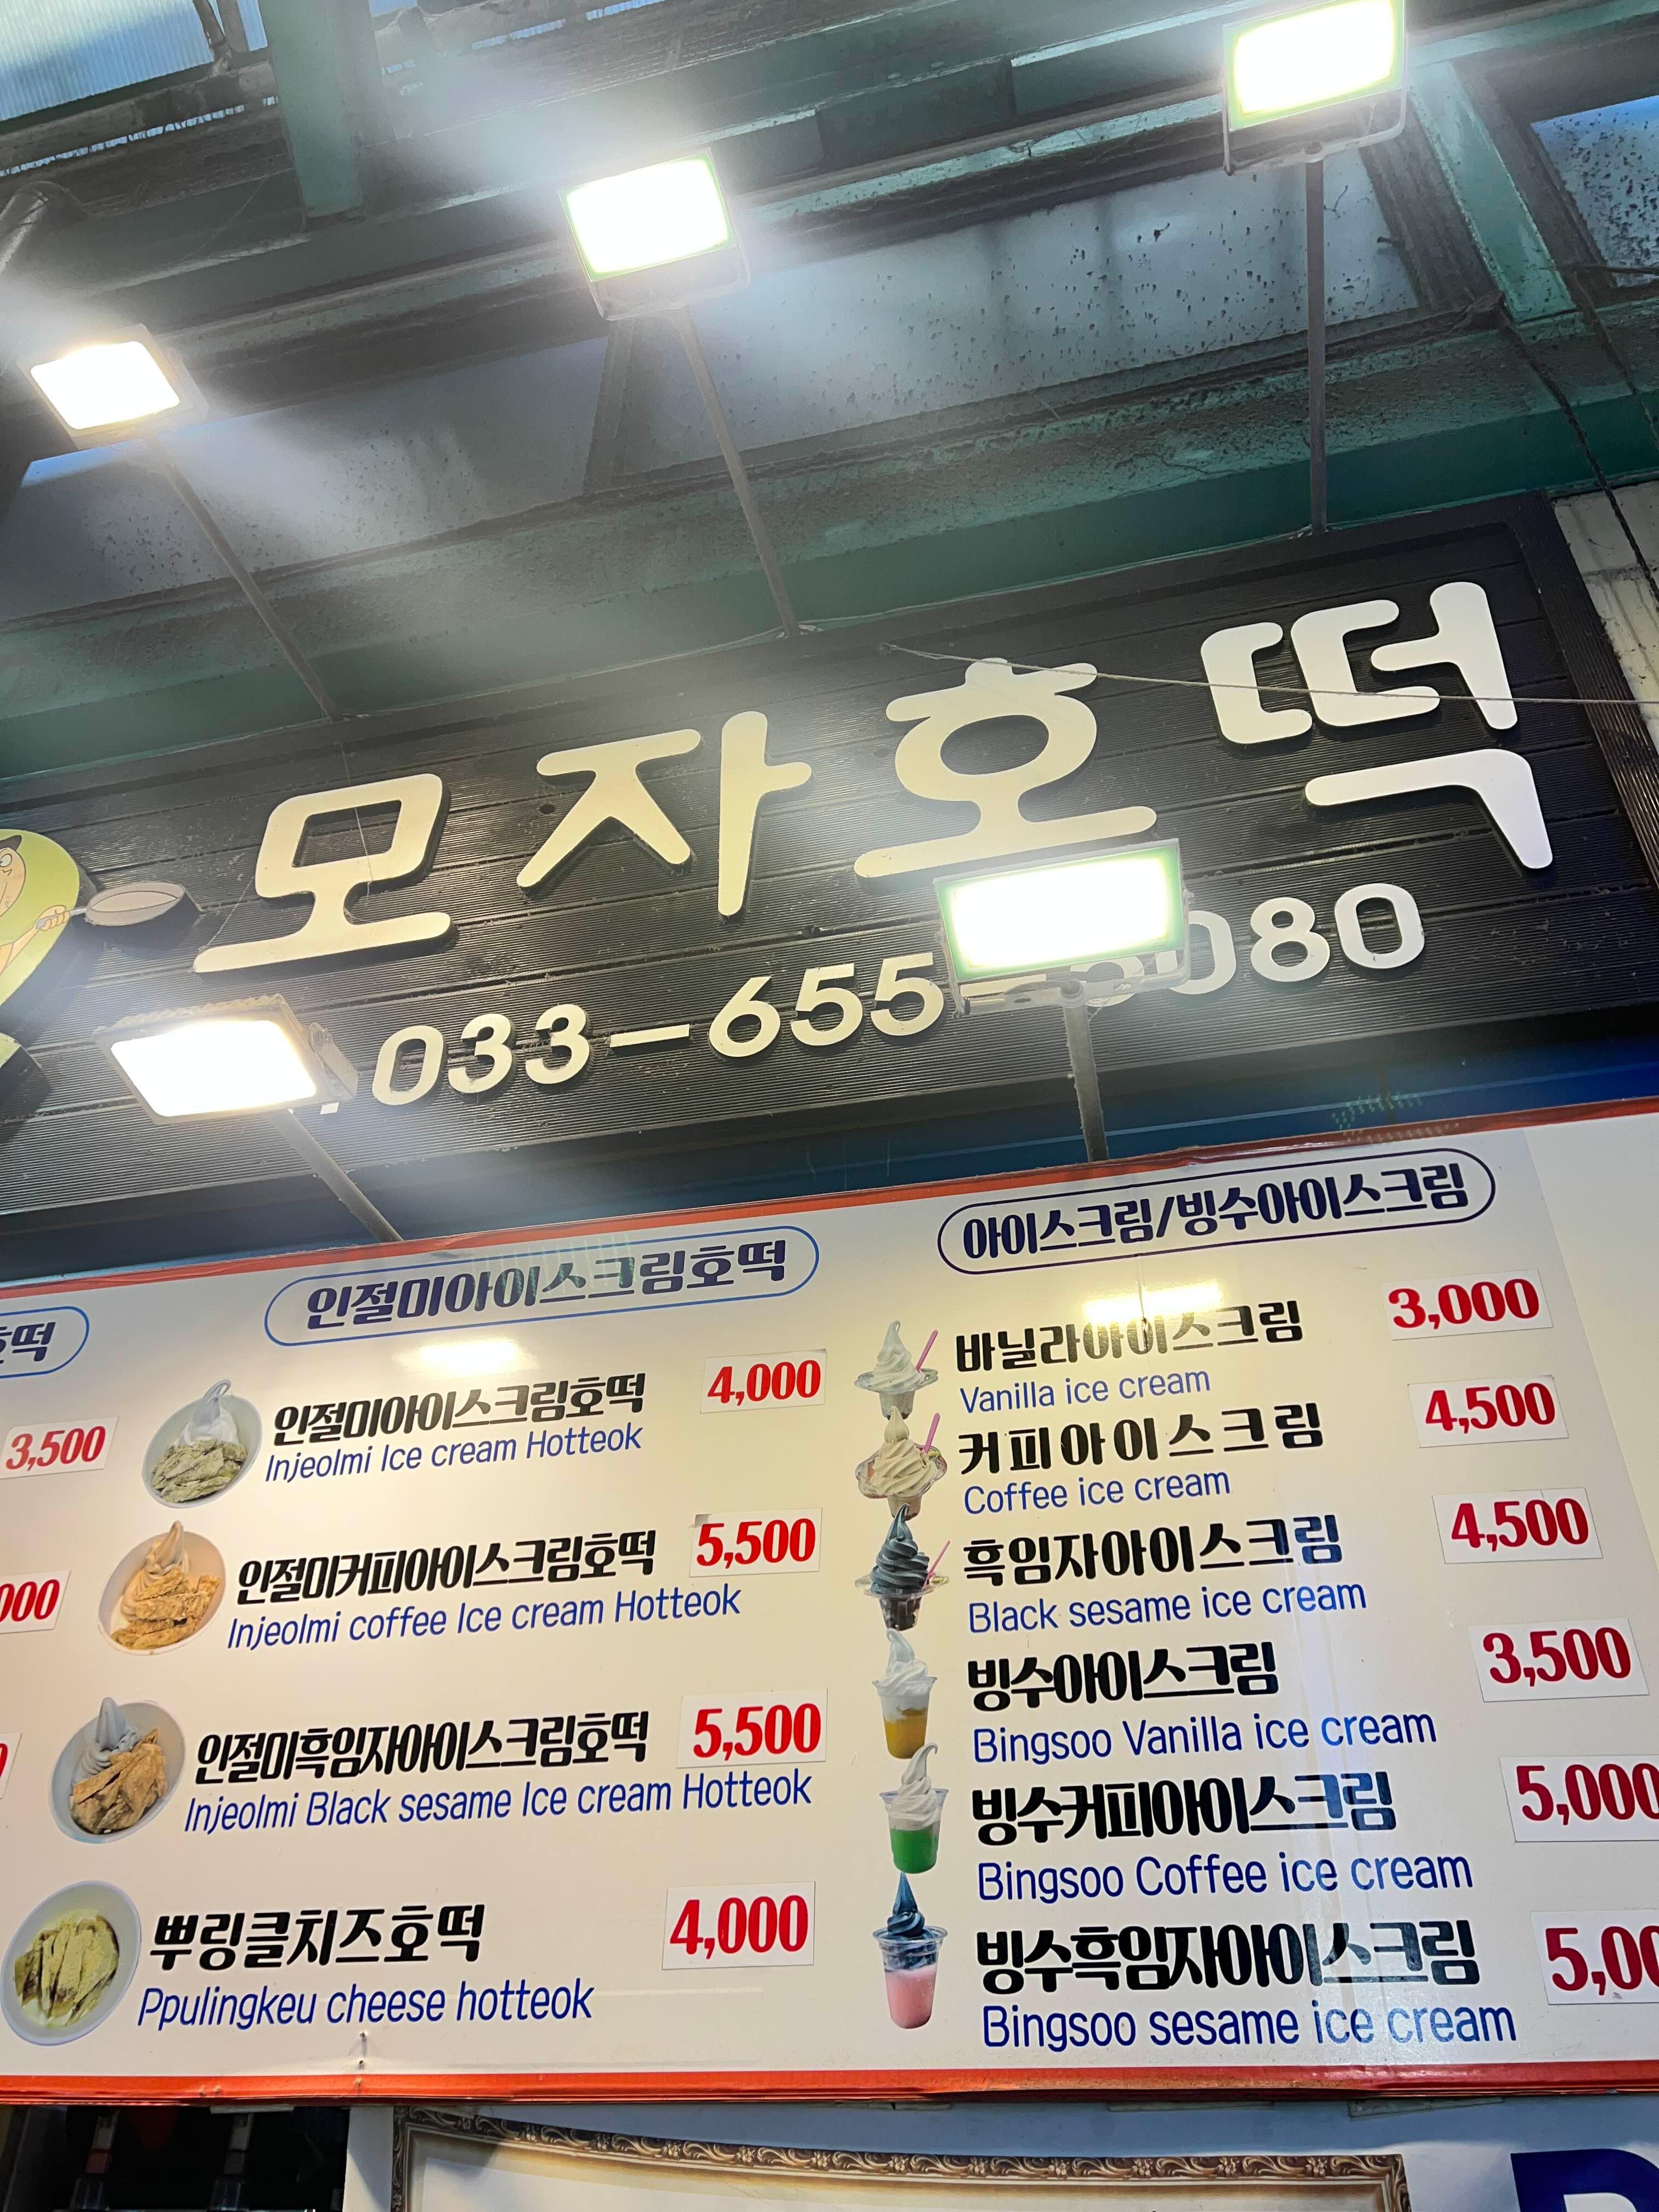 모자호떡
033-655 080
호떡
3,500
인절미아이스크림호떡
인절미아이스크림호떡 4,000
Injeolmi Ice cream Hotteok
인절미커피아이스크림호떡 5,500
Injeolmi coffee Ice cream Hotteok
인절미흑임자아이스크림호떡 5,500
Injeolmi Black sesame Ice cream Hotteok
뿌링클치즈호떡 4,000
Ppulingkeu cheese hotteok
아이스크림/빙수아이스크림
바닐라아이스크림 3,000
Vanilla ice cream
커피아이스크림 4,500
Coffee ice cream
흑임자아이스크림 4,500
Black sesame ice cream
빙수아이스크림 3,500
Bingsoo Vanilla ice cream
빙수커피아이스크림 5,000
Bingsoo Coffee ice cream
빙수흑임자아이스크림 5,00
Bingsoo sesame ice cream